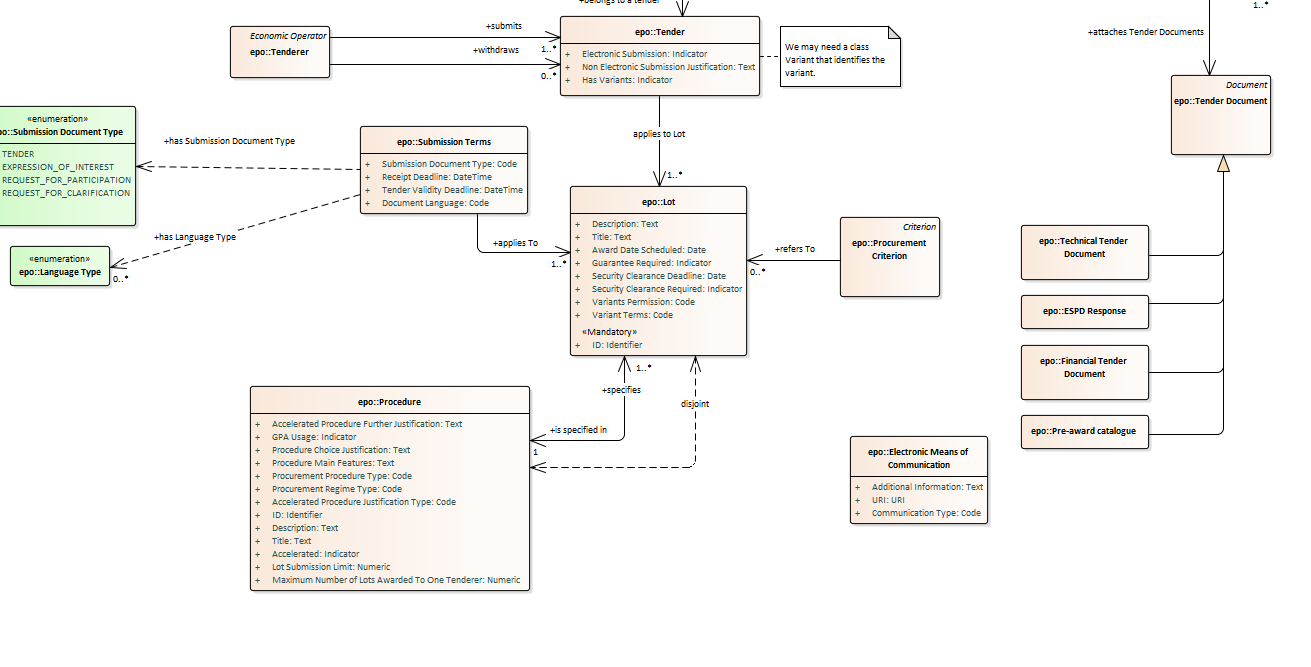 +belongs to a tender
1..*
+attaches Tender Documents
Economic Operator
epo::Tenderer
+submits
1..*
+withdraws
0..*
epo::Tender
+ Electronic Submission: Indicator
+ Non Electronic Submission Justification: Text
+ Has Variants: Indicator
We may need a class
Variant that identifies the
variant.
Document
epo::Tender Document
«enumeration»
po::Submission Document Type
TENDER
EXPRESSION_OF_INTEREST
REQUEST_FOR_PARTICIPATION
REQUEST_FOR_CLARIFICATION
+has Submission Document Type
epo::Submission Terms
+ Submission Document Type: Code
+ Receipt Deadline: DateTime
+ Tender Validity Deadline: DateTime
+ Document Language: Code
applies to Lot
1..*
+has Language Type
0..*
«enumeration»
epo::Language Type
+applies To
1..*
epo::Lot
+ Description: Text
+ Title: Text
+ Award Date Scheduled: Date
+ Guarantee Required: Indicator
+ Security Clearance Deadline: Date
+ Security Clearance Required: Indicator
+ Variants Permission: Code
+ Variant Terms: Code
«Mandatory»
+ ID: Identifier
+refers To
0..*
Criterion
epo::Procurement
Criterion
epo::Technical Tender
Document
epo::ESPD Response
epo::Financial Tender
Document
epo::Pre-award catalogue
1..*
+specifies
disjoint
+is specified in
1
epo::Procedure
+ Accelerated Procedure Further Justification: Text
+ GPA Usage: Indicator
+ Procedure Choice Justification: Text
+ Procedure Main Features: Text
+ Procurement Procedure Type: Code
+ Procurement Regime Type: Code
+ Accelerated Procedure Justification Type: Code
+ ID: Identifier
+ Description: Text
+ Title: Text
+ Accelerated: Indicator
+ Lot Submission Limit: Numeric
+ Maximum Number of Lots Awarded To One Tenderer: Numeric
epo::Electronic Means of
Communication
+ Additional Information: Text
+ URI: URI
+ Communication Type: Code